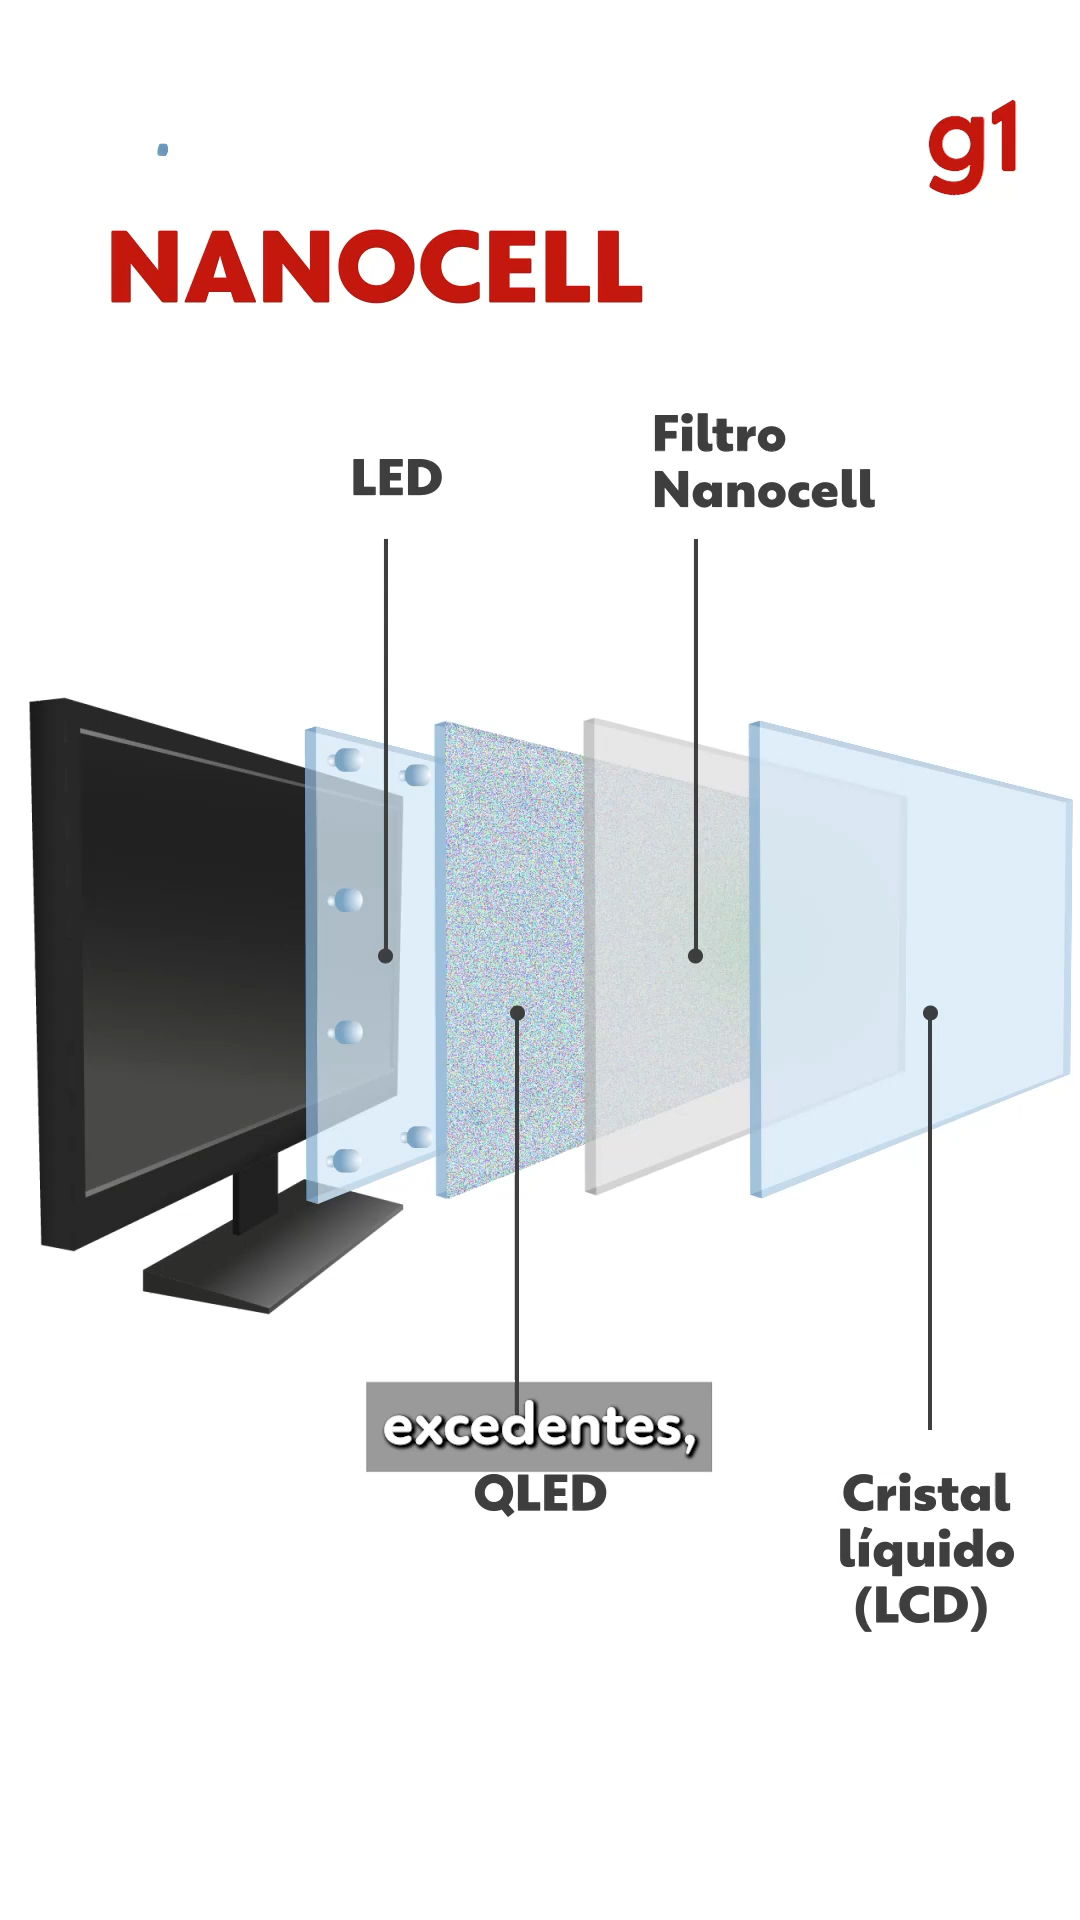 g1
NANOCELL
LED
Filtro
Nanocell
excedentes,
QLED
Cristal
líquido
(LCD)